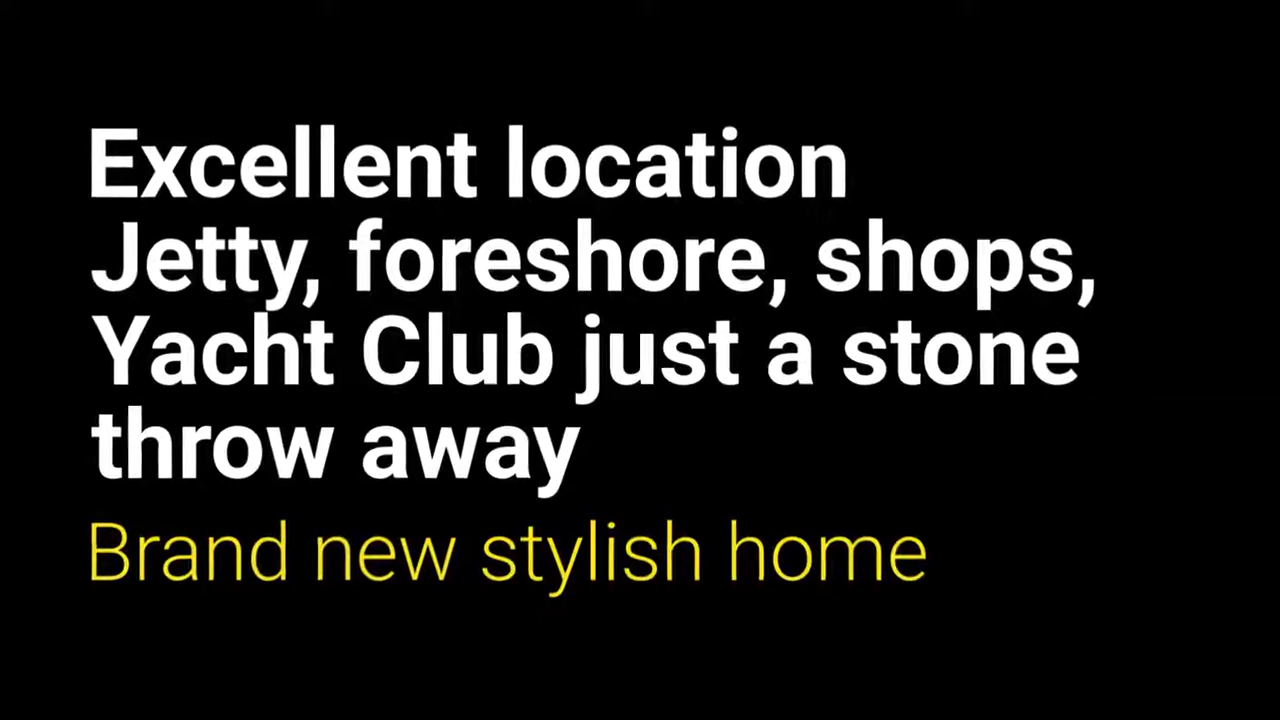 Excellent location
Jetty, foreshore, shops,
Yacht Club just a stone
throw away
Brand new stylish home